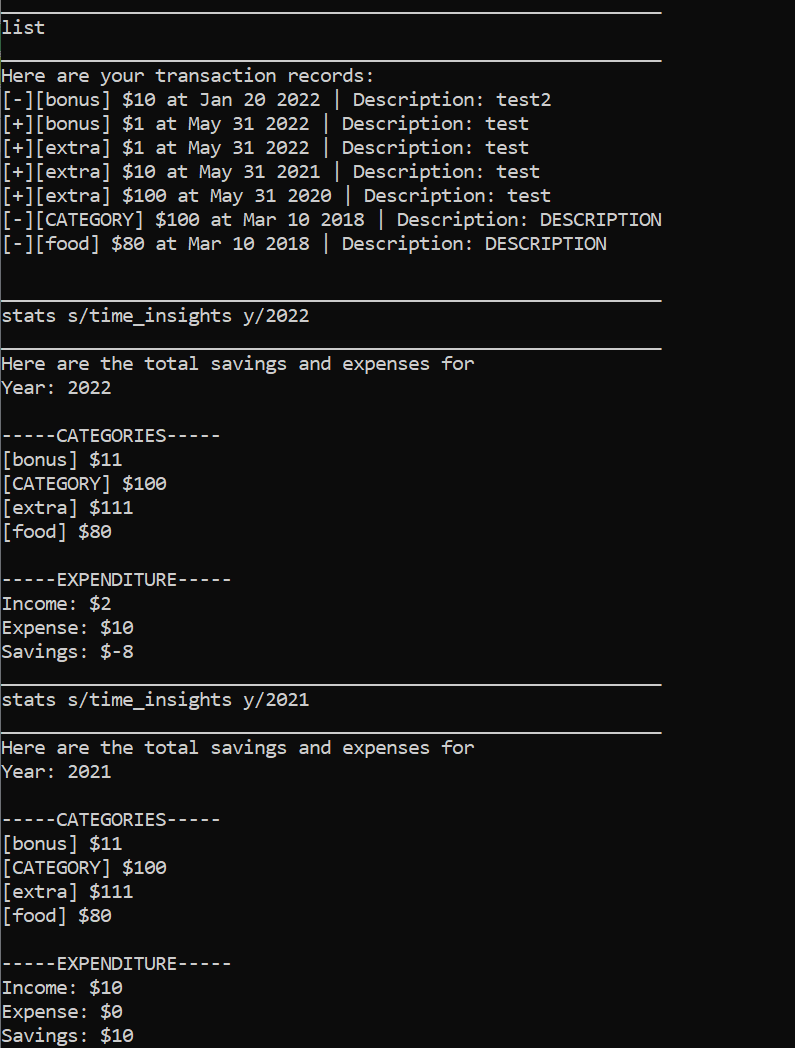 list
Here are your transaction records:
[-][bonus] $10 at Jan 20 2022 | Description: test2
[+][bonus] $1 at May 31 2022 | Description: test
[+][extra] $1 at May 31 2022 | Description: test
[+][extra] $10 at May 31 2021 | Description: test
[+][extra] $100 at May 31 2020 | Description: test
[-][CATEGORY] $100 at Mar 10 2018 | Description: DESCRIPTION
[-][food] $80 at Mar 10 2018 | Description: DESCRIPTION
stats s/time_insights y/2022
Here are the total savings and expenses for
Year: 2022
-----CATEGORIES-----
[bonus] $11
[CATEGORY] $100
[extra] $111
[food] $80
-----EXPENDITURE-----
Income: $2
Expense: $10
Savings: $-8
stats s/time_insights y/2021
Here are the total savings and expenses for
Year: 2021
-----CATEGORIES-----
[bonus] $11
[CATEGORY] $100
[extra] $111
[food] $80
-----EXPENDITURE-----
Income: $10
Expense: $0
Savings: $10